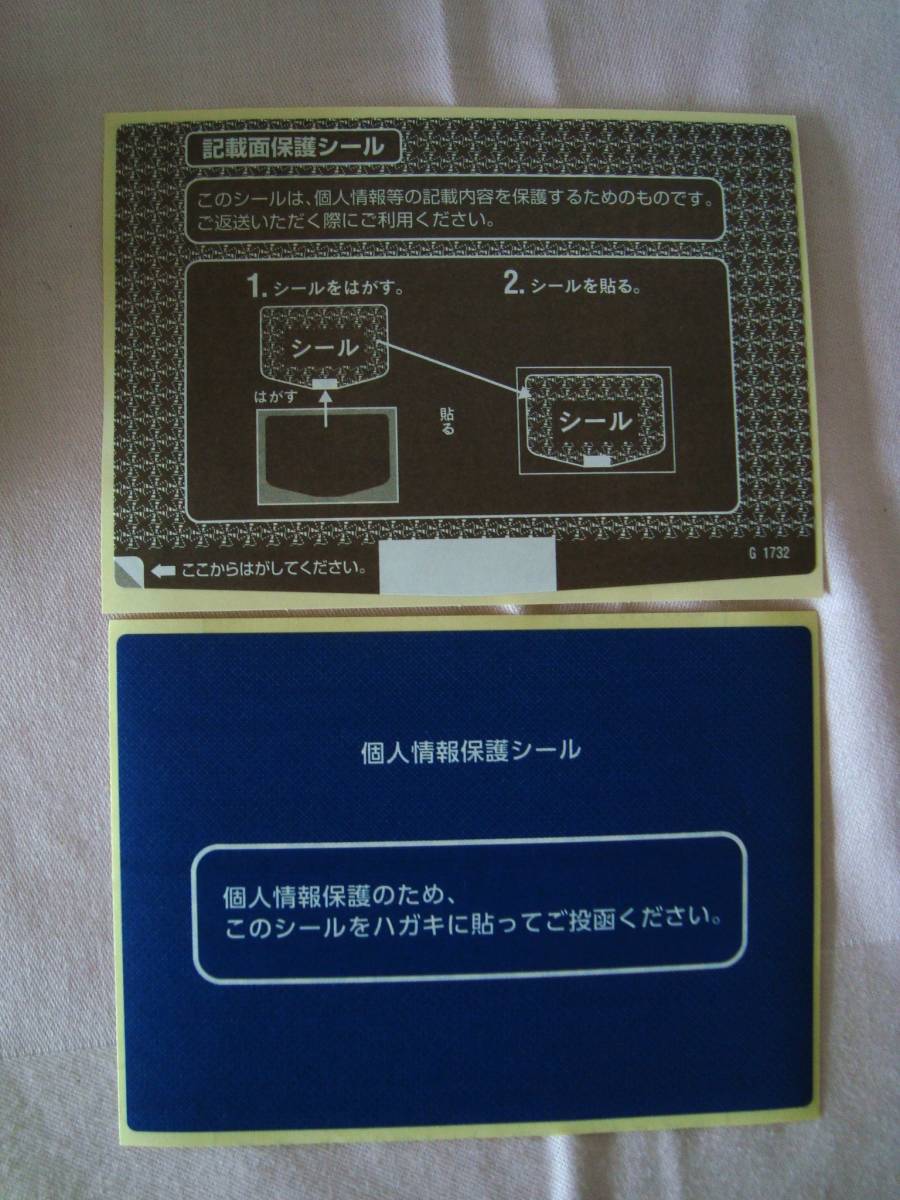 記載面保護シール
このシールは、個人情報等の記載内容を保護するためのものです。
ご返送いただく際にご利用ください。
1. シールをはがす。
2. シールを貼る。
シール
はがす
貼る
シール
ここからはがしてください。
G 1732
個人情報保護シール
個人情報保護のため、
このシールをハガキに貼ってご投函ください。